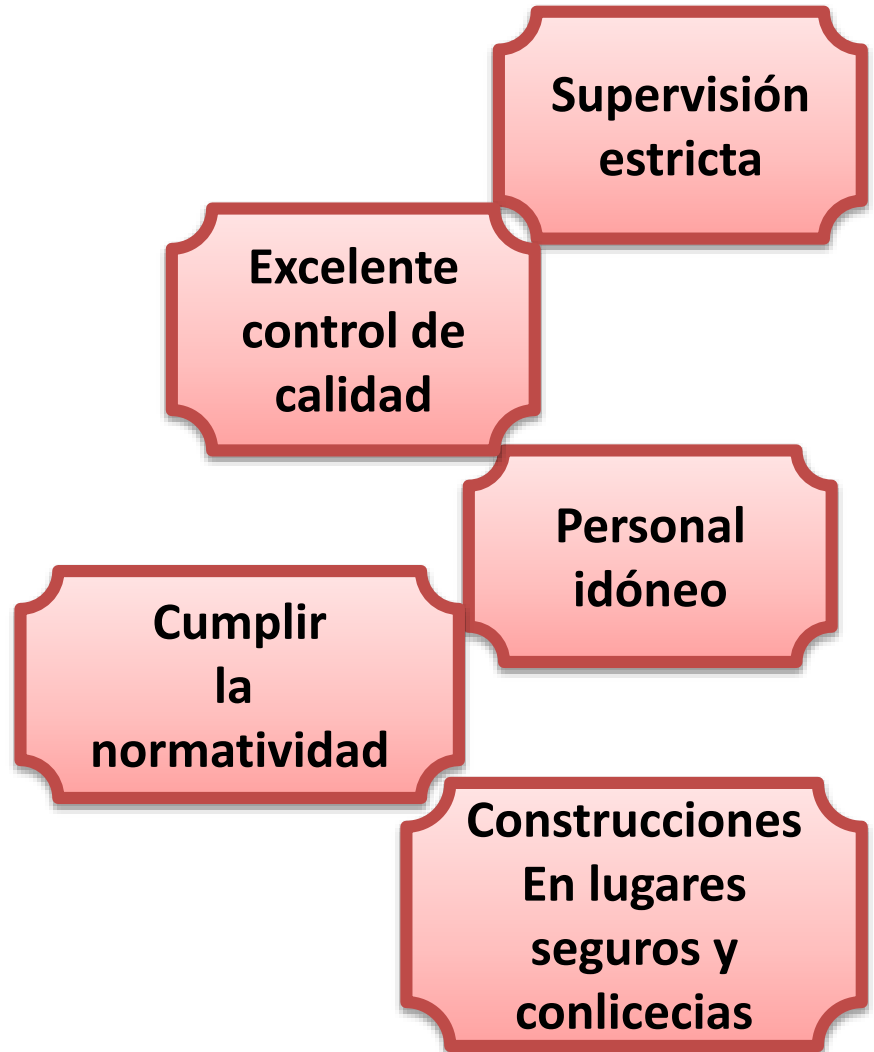 Supervisión
estricta
Excelente
control de
calidad
Personal
idóneo
Cumplir
la
normatividad
Construcciones
En lugares
seguros y
conlicecias